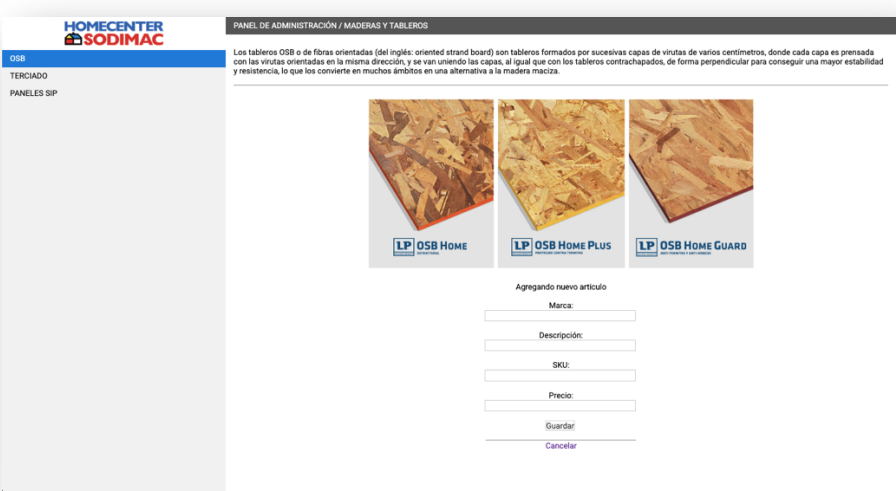 HOMECENTER
SODIMAC
OSB
TERCIADO
PANELES SIP
PANEL DE ADMINISTRACIÓN / MADERAS Y TABLEROS
Los tableros OSB o de fibras orientadas (del inglés: oriented strand board) son tableros formados por sucesivas capas de virutas de varios centímetros, donde cada capa es prensada
con las virutas orientadas en la misma dirección, y se van uniendo las capas, al igual que con los tableros contrachapados, de forma perpendicular para conseguir una mayor estabilidad
y resistencia, lo que los convierte en muchos ámbitos en una alternativa a la madera maciza.
LP OSB HOME
LP OSB HOME PLUS
LP OSB HOME GUARD
Agregando nuevo articulo
Marca:
Descripción:
SKU:
Precio:
Guardar
Cancelar